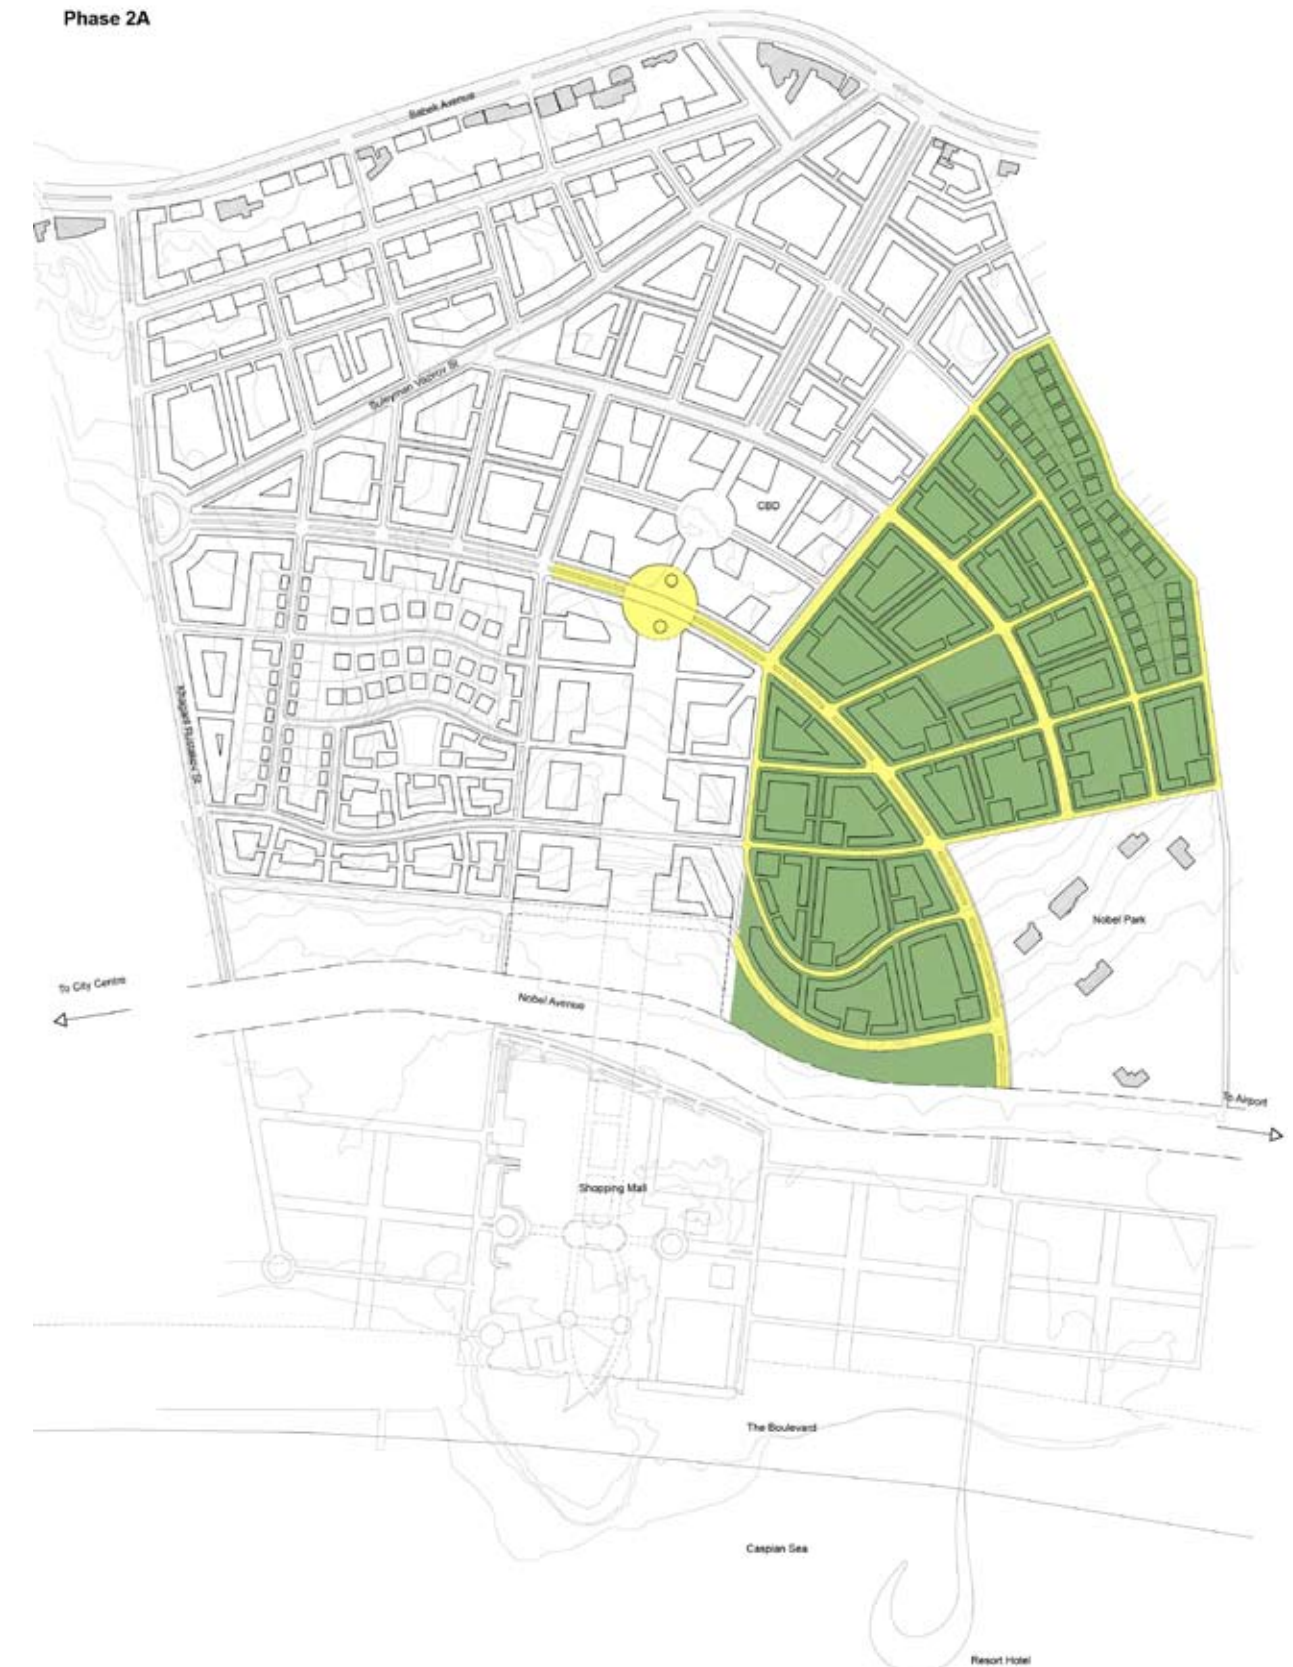 Phase 2A
Babek Avenue
Suleyman Vazirov St
CBD
Nobel Park
To City Centre
Nobel Avenue
To Airport
Shopping Mall
The Boulevard
Caspian Sea
Resort Hotel